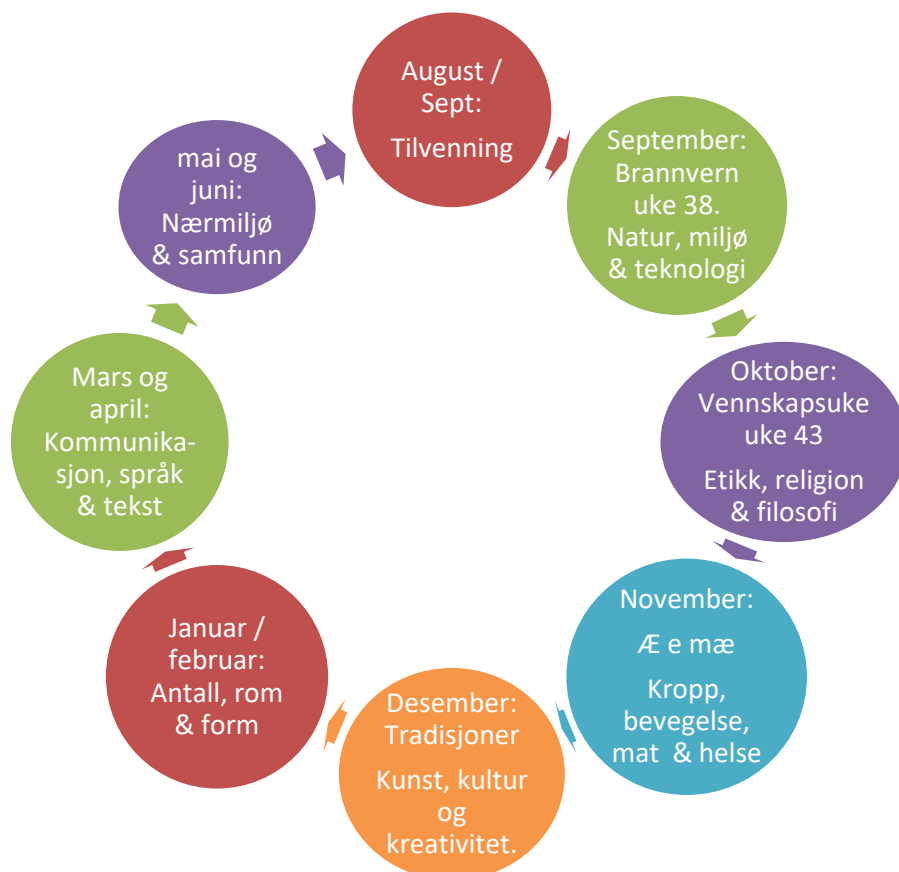 August /
Sept:
Tilvenning
September:
Brannvern
uke 38.
Natur, miljø
& teknologi
Oktober:
Vennskapsuke
uke 43
Etikk, religion
& filosofi
November:
Æ e mæ
Kropp,
bevegelse,
mat & helse
Desember:
Tradisjoner
Kunst, kultur
og
kreativitet.
Januar /
februar:
Antall, rom
& form
Mars og
april:
Kommunika-
sjon, språk
& tekst
mai og
juni:
Nærmiljø
& samfunn